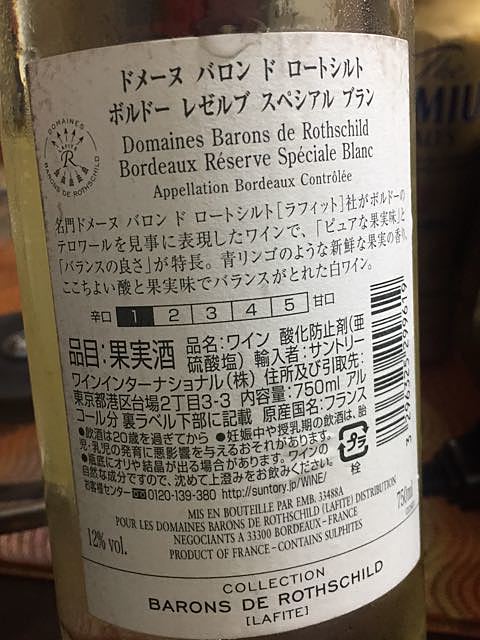 ドメーヌ バロン ド ロートシルト
ボルドー レゼルブ スペシアル ブラン
Domaines Barons de Rothschild
Bordeaux Réserve Spéciale Blanc
Appellation Bordeaux Contrôlée
DOMAINES
R
BARONS DE ROTHSCHILD
名門ドメーヌ バロン ド ロートシルト[ラフィット]社がボルドーの
テロワールを見事に表現したワインで、「ピュアな果実味」と
「バランスの良さ」が特長。青リンゴのような新鮮な果実の香り、
ここちよい酸と果実味でバランスがとれた白ワイン。
辛口 1 2 3 4 5 甘口
品目:果実酒 品名:ワイン 酸化防止剤(亜
硫酸塩) 輸入者:サントリー
ワインインターナショナル(株) 住所及び引取先:
東京都港区台場2丁目3-3 内容量:750ml アル
コール分 裏ラベル下部に記載 原産国名:フランス
●飲酒は20歳を過ぎてから ●妊娠中や授乳期の飲酒は、胎
児・乳児の発育に悪影響を与えるおそれがあります。
●瓶底にオリや結晶が出る場合があります。ワインの
自然な成分ですので、沈めて上澄みをお飲みください。
お客様センター 0120-139-380 http://suntory.jp/WINE/
プラ
栓
3 296325 299619
MIS EN BOUTEILLE PAR EMB. 33488A
POUR LES DOMAINES BARONS DE ROTHSCHILD (LAFITE) DISTRIBUTION
NEGOCIANTS A 33300 BORDEAUX - FRANCE
PRODUCT OF FRANCE - CONTAINS SULPHITES
12% vol.
750ml
COLLECTION
BARONS DE ROTHSCHILD
[LAFITE]
The